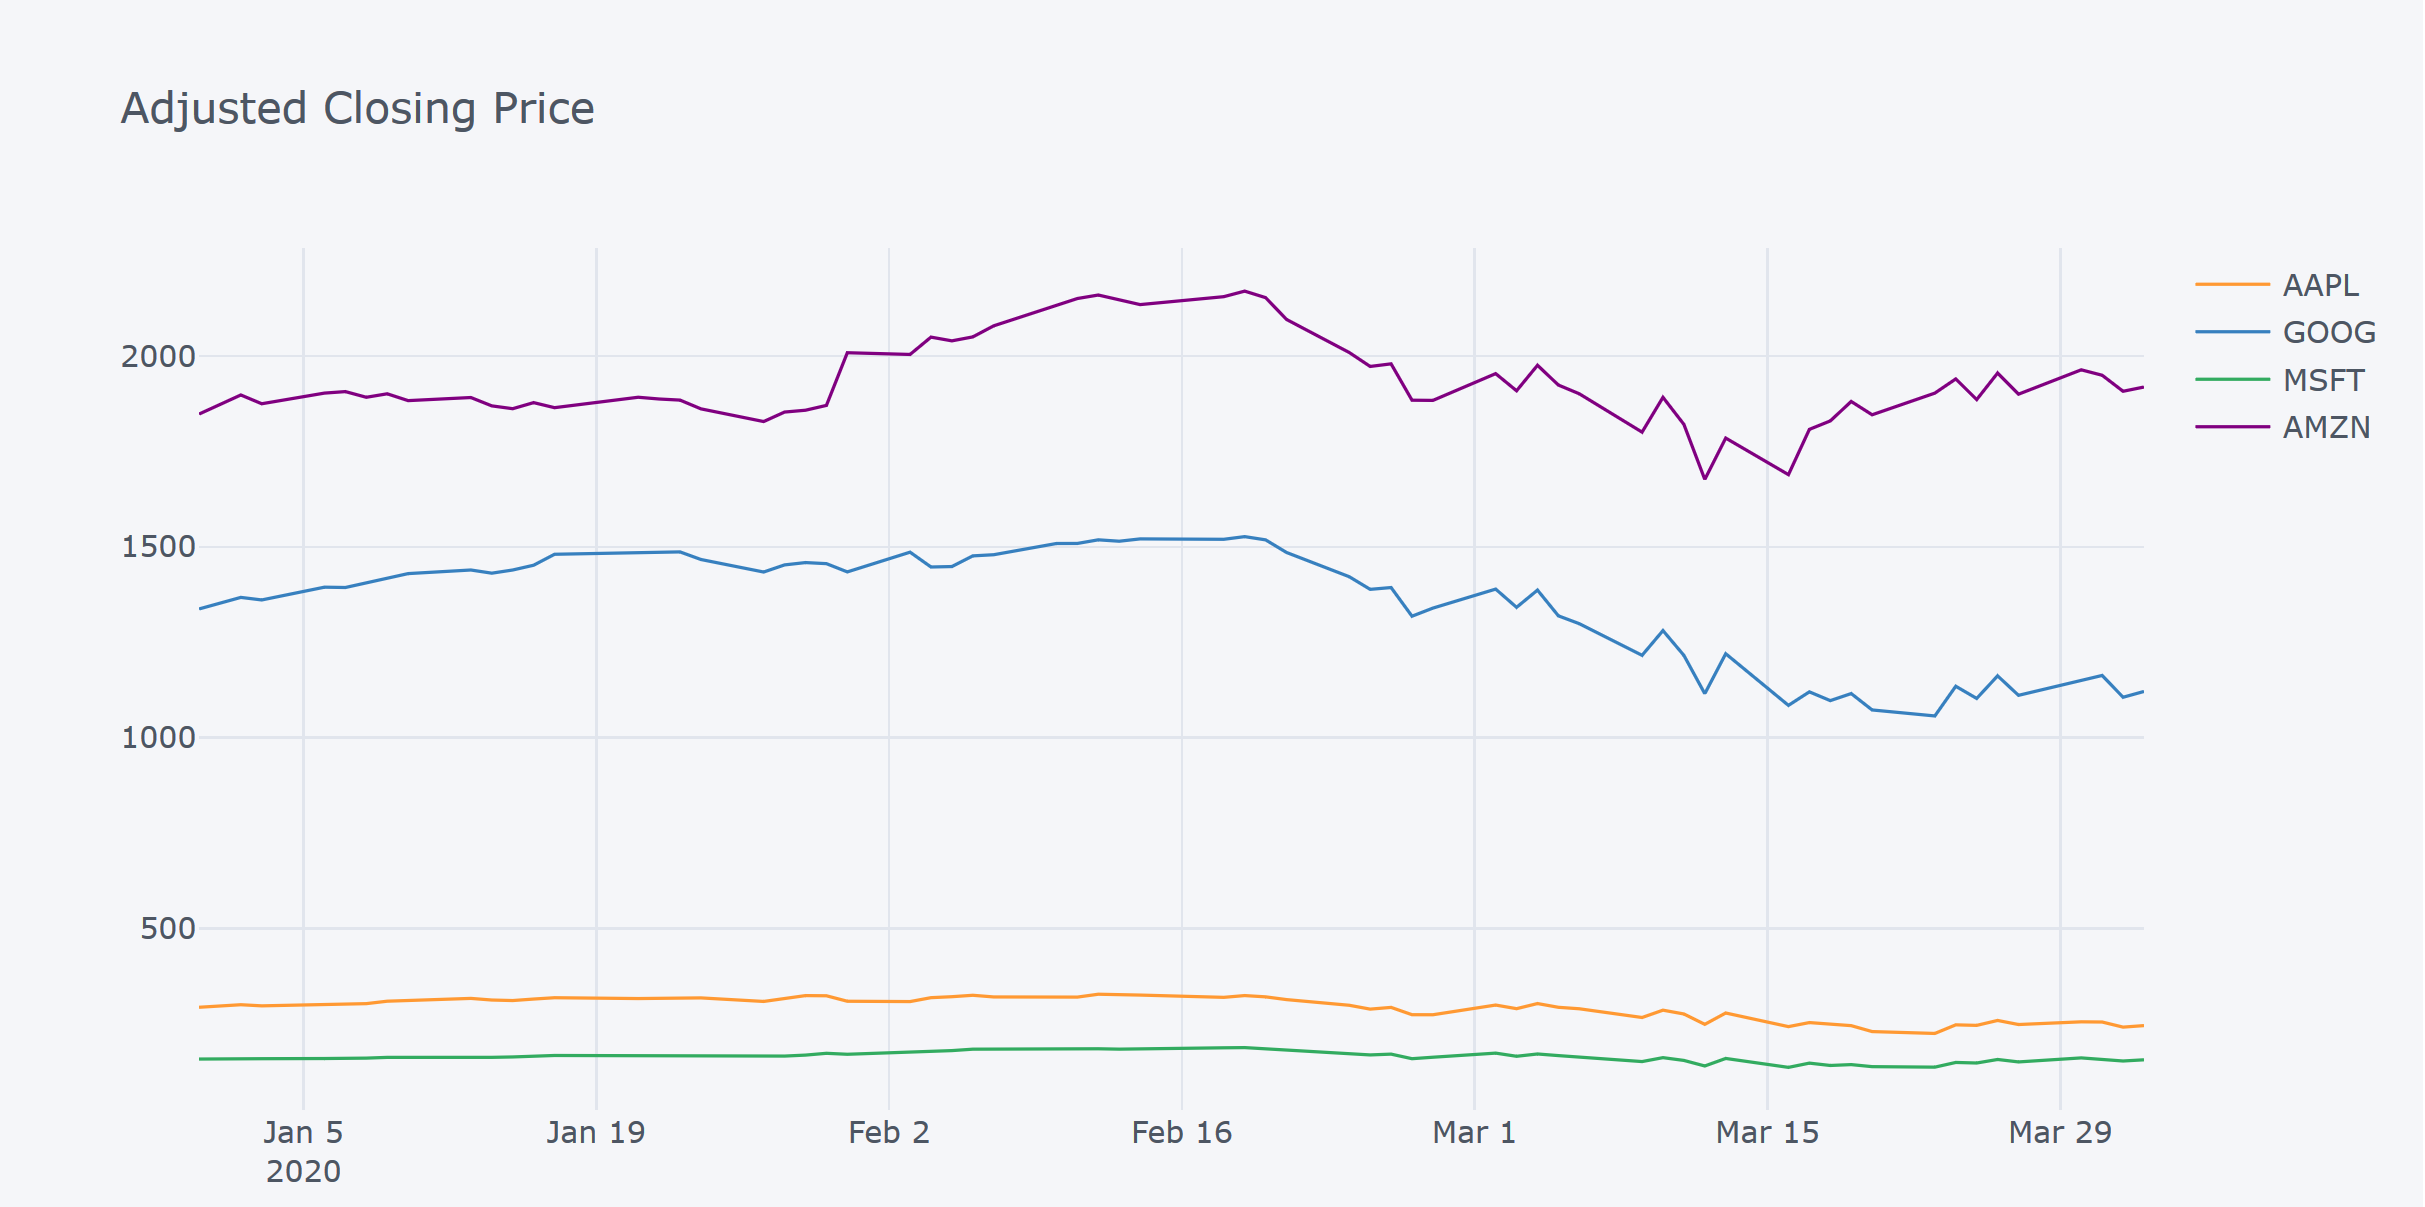 Adjusted Closing Price
AAPL
GOOG
MSFT
AMZN
2000
1500
1000
500
Jan 5
2020
Jan 19
Feb 2
Feb 16
Mar 1
Mar 15
Mar 29